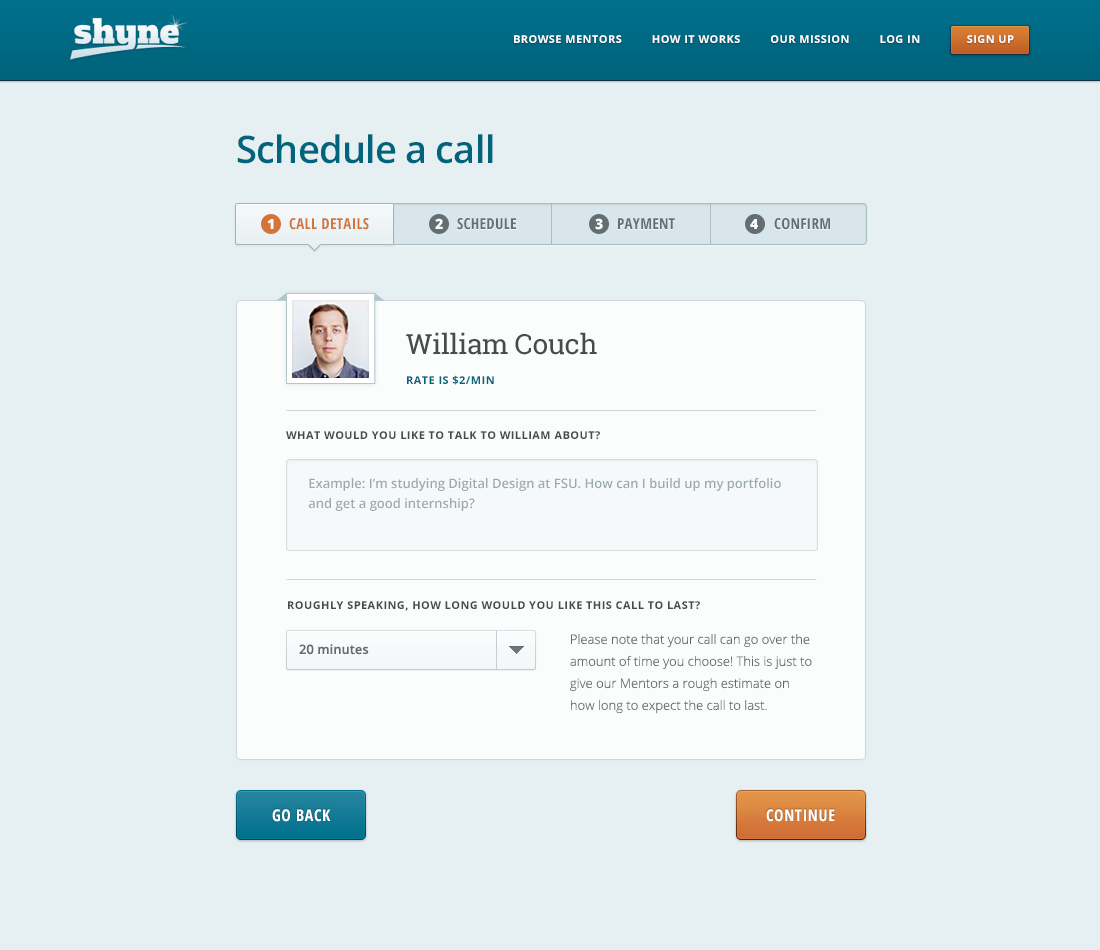 shyne
BROWSE MENTORS
HOW IT WORKS
OUR MISSION
LOG IN
SIGN UP
Schedule a call
1 CALL DETAILS
2 SCHEDULE
3 PAYMENT
4 CONFIRM
William Couch
RATE IS $2/MIN
WHAT WOULD YOU LIKE TO TALK TO WILLIAM ABOUT?
Example: I'm studying Digital Design at FSU. How can I build up my portfolio
and get a good internship?
ROUGHLY SPEAKING, HOW LONG WOULD YOU LIKE THIS CALL TO LAST?
20 minutes
Please note that your call can go over the
amount of time you choose! This is just to
give our Mentors a rough estimate on
how long to expect the call to last.
GO BACK
CONTINUE